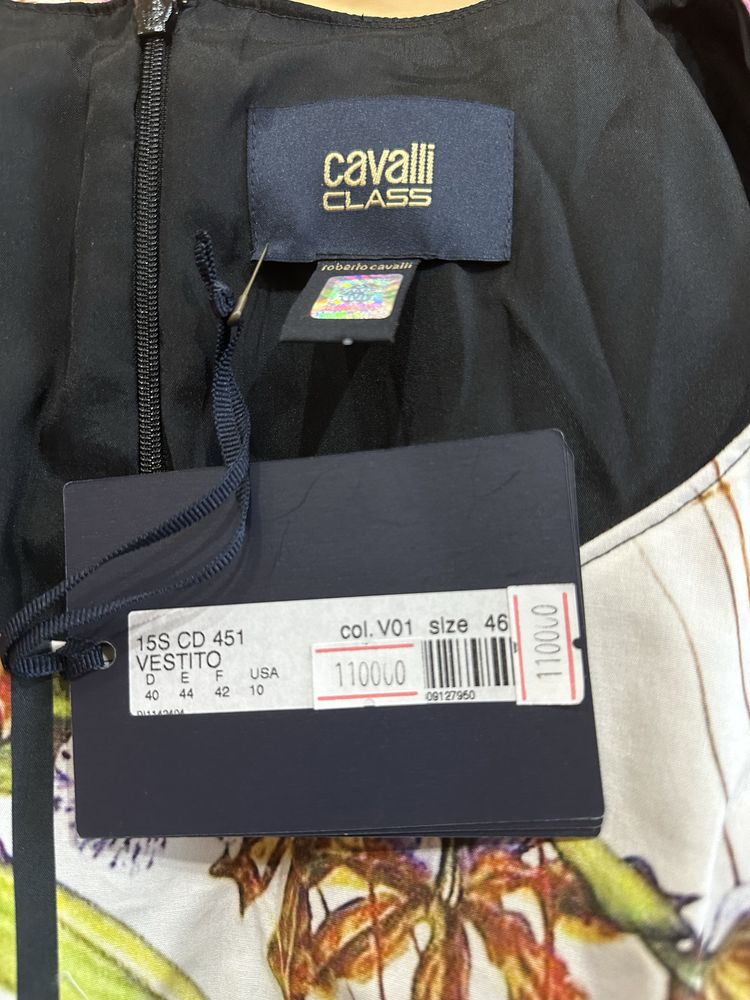 cavalli
CLASS
roberto cavalli
15S CD 451 col. V01 size 46
VESTITO
D E F USA
40 44 42 10
110000
110000
09127950